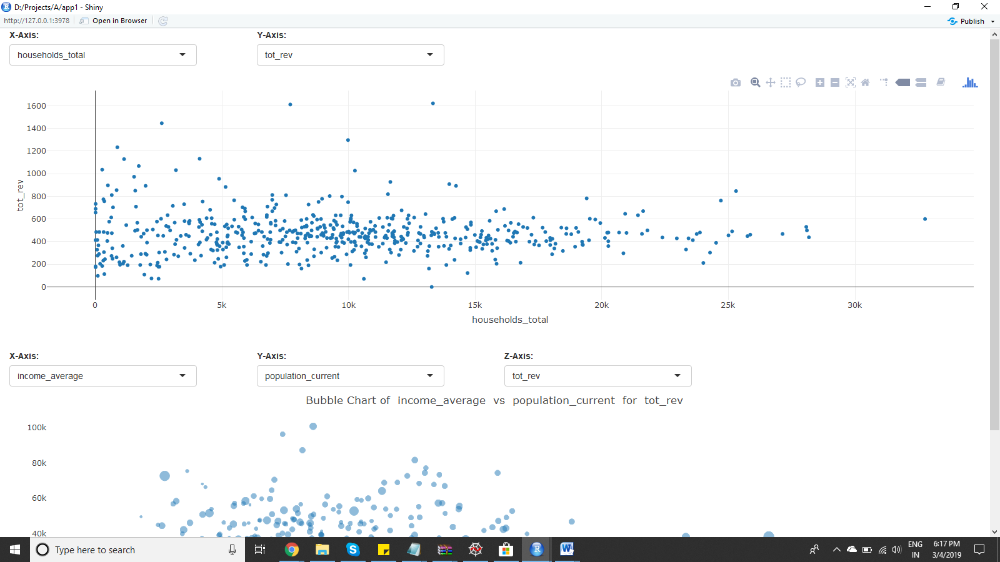 D:/Projects/A/app1 - Shiny
http://127.0.0.1:3978 Open in Browser Publish
X-Axis: Y-Axis:
households_total tot_rev
1600
1400
1200
1000
800
600
400
200
0
tot_rev
0 5k 10k 15k 20k 25k 30k
households_total
X-Axis: Y-Axis: Z-Axis:
income_average population_current tot_rev
Bubble Chart of income_average vs population_current for tot_rev
100k
80k
60k
40k
Type here to search
ENG
IN
6:17 PM
3/4/2019